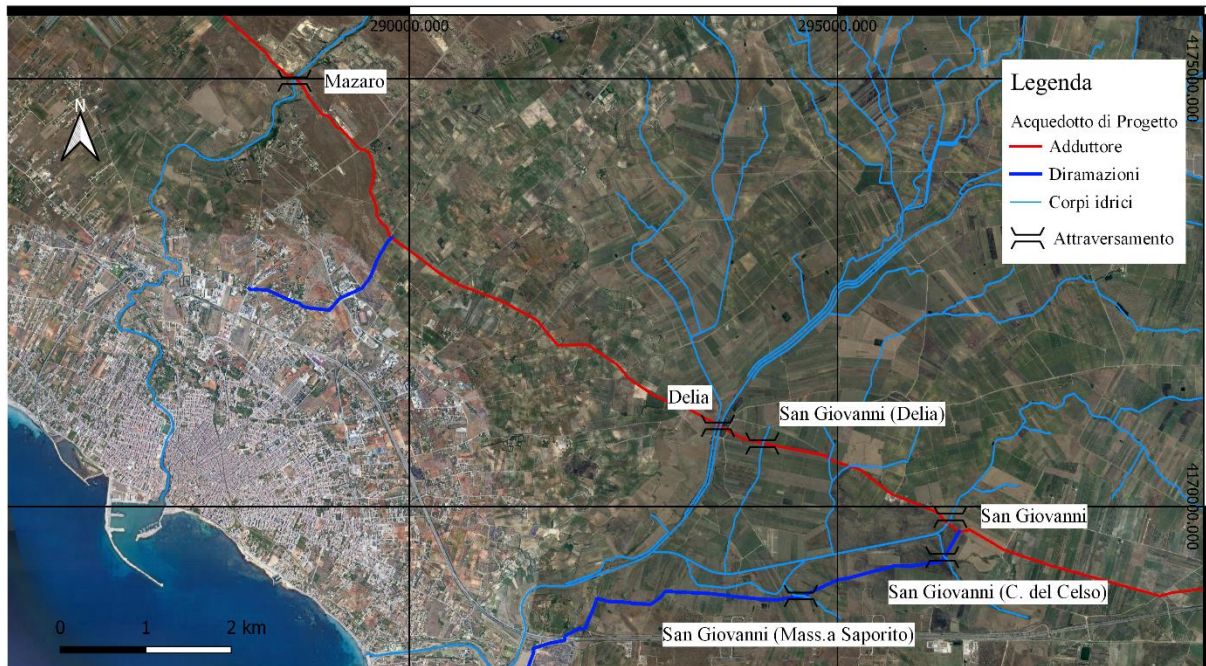 290000.000
295000.000
4175000.000
Mazaro
N
Legenda
Acquedotto di Progetto
Adduttore
Diramazioni
Corpi idrici
Attraversamento
Delia
San Giovanni (Delia)
4170000.000
San Giovanni
San Giovanni (C. del Celso)
San Giovanni (Mass.a Saporito)
0 1 2 km